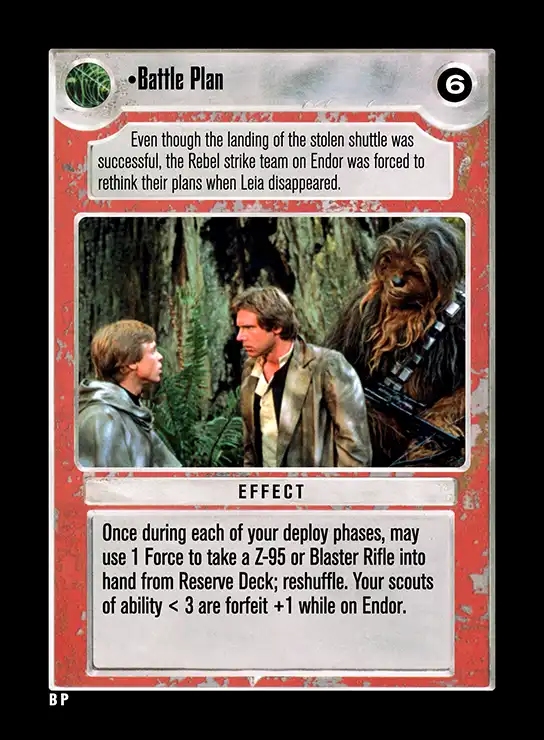 •Battle Plan
6
Even though the landing of the stolen shuttle was
successful, the Rebel strike team on Endor was forced to
rethink their plans when Leia disappeared.
EFFECT
Once during each of your deploy phases, may
use 1 Force to take a Z-95 or Blaster Rifle into
hand from Reserve Deck; reshuffle. Your scouts
of ability < 3 are forfeit +1 while on Endor.
B P